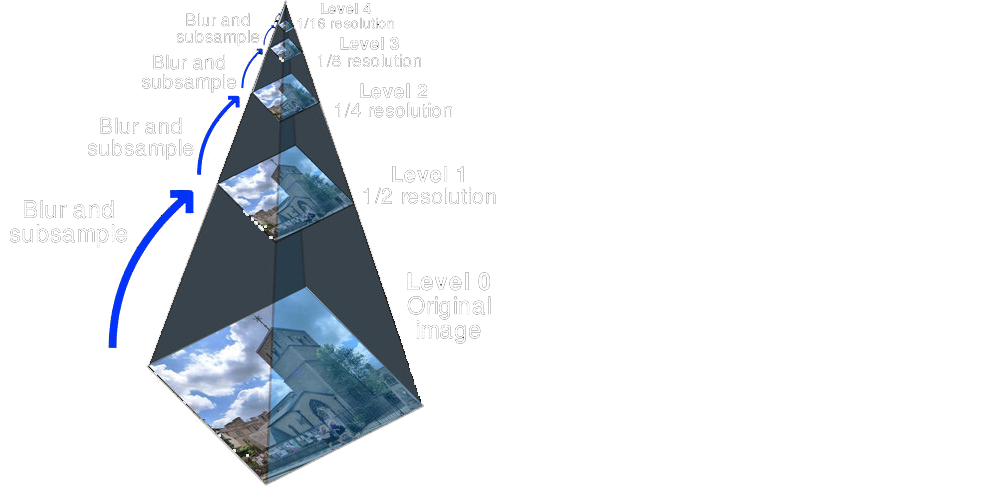 Level 4
1/16 resolution
Blur and
subsample
Level 3
1/8 resolution
Blur and
subsample
Level 2
1/4 resolution
Blur and
subsample
Level 1
1/2 resolution
Blur and
subsample
Level 0
Original
image